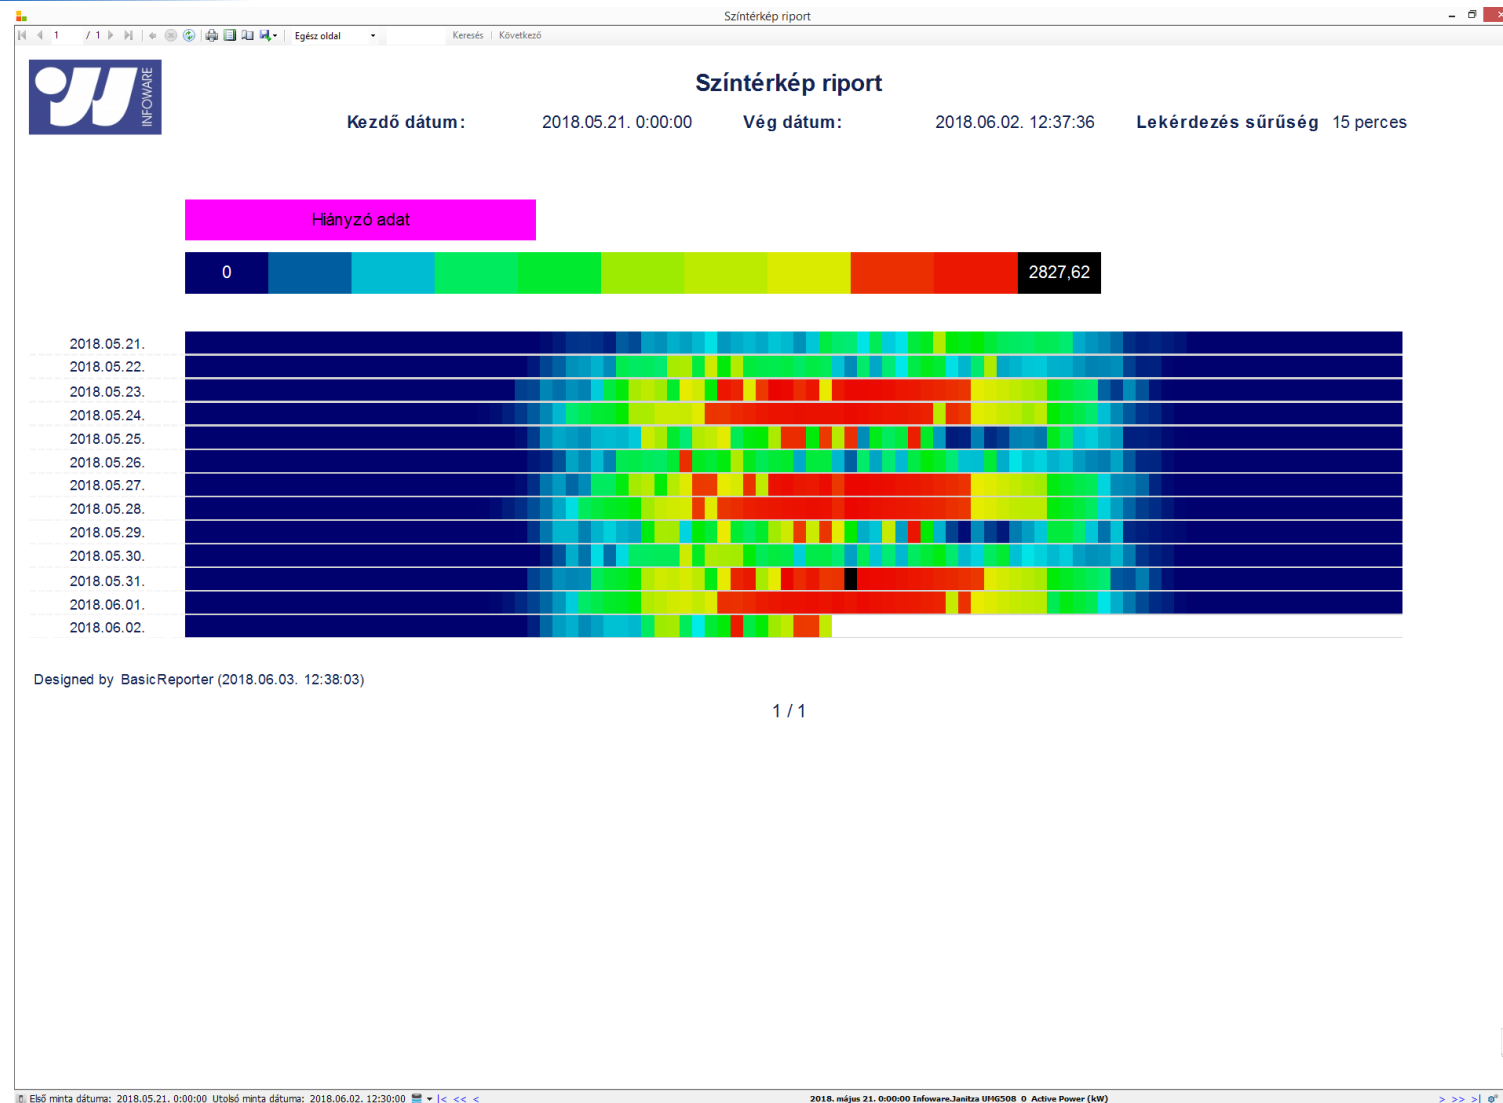 Színtérkép riport
1 / 1 Egész oldal Keresés Következő
INFOWARE
Színtérkép riport
Kezdő dátum: 2018.05.21. 0:00:00 Vég dátum: 2018.06.02. 12:37:36 Lekérdezés sűrűség 15 perces
Hiányzó adat
0 2827,62
2018.05.21.
2018.05.22.
2018.05.23.
2018.05.24.
2018.05.25.
2018.05.26.
2018.05.27.
2018.05.28.
2018.05.29.
2018.05.30.
2018.05.31.
2018.06.01.
2018.06.02.
Designed by BasicReporter (2018.06.03. 12:38:03)
1 / 1
Első minta dátuma: 2018.05.21. 0:00:00 Utolsó minta dátuma: 2018.06.02. 12:30:00 |< << < 2018. május 21. 0:00:00 Infoware.Janitza UMG508 0 Active Power (kW) > >> >|